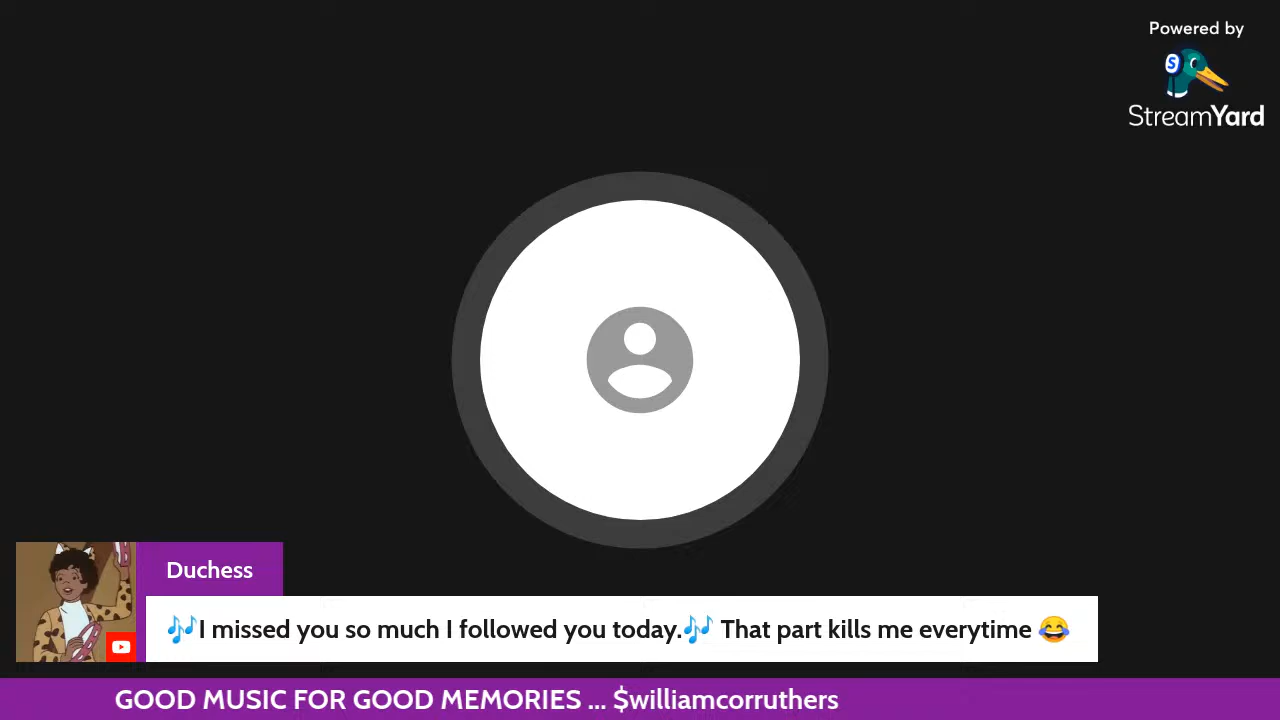 Powered by
StreamYard
Duchess
🎶I missed you so much I followed you today.🎶 That part kills me everytime 😂
GOOD MUSIC FOR GOOD MEMORIES ... $williamcorruthers